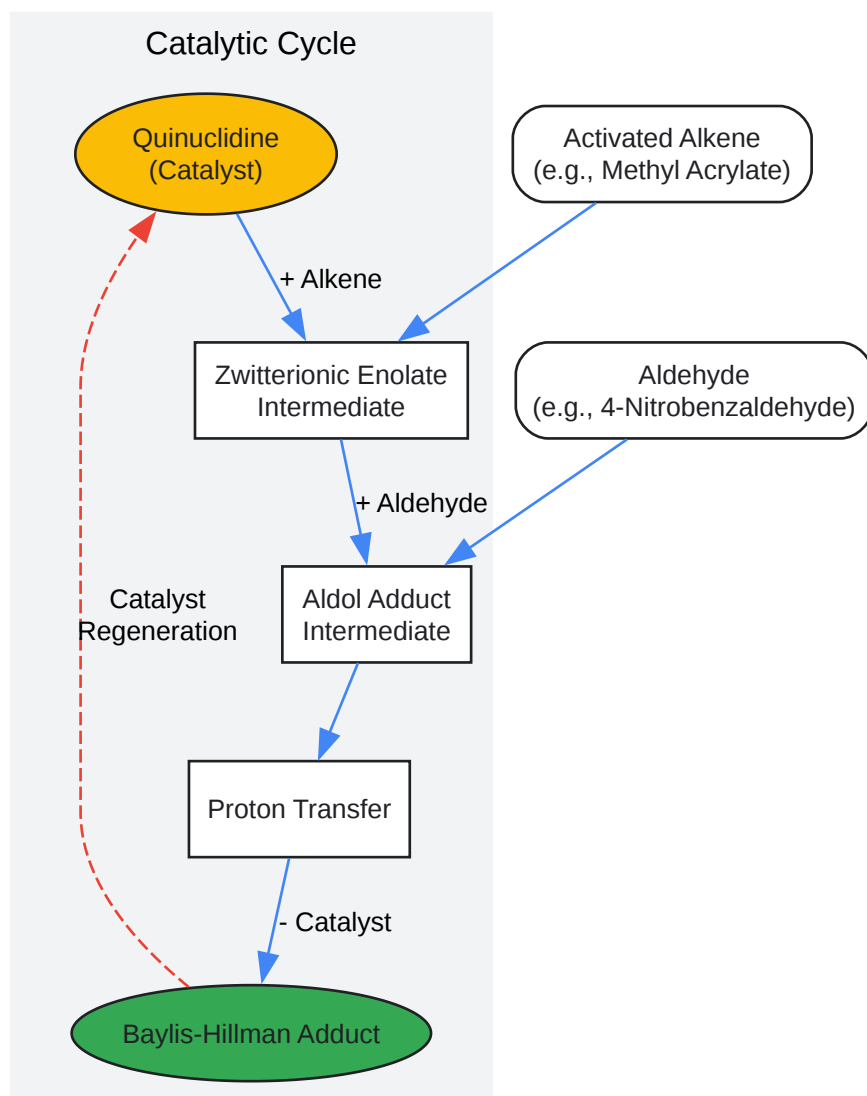 Catalytic Cycle
Quinuclidine
(Catalyst)
Activated Alkene
(e.g., Methyl Acrylate)
+ Alkene
Zwitterionic Enolate
Intermediate
Aldehyde
(e.g., 4-Nitrobenzaldehyde)
+ Aldehyde
Aldol Adduct
Intermediate
Catalyst
Regeneration
Proton Transfer
- Catalyst
Baylis-Hillman Adduct